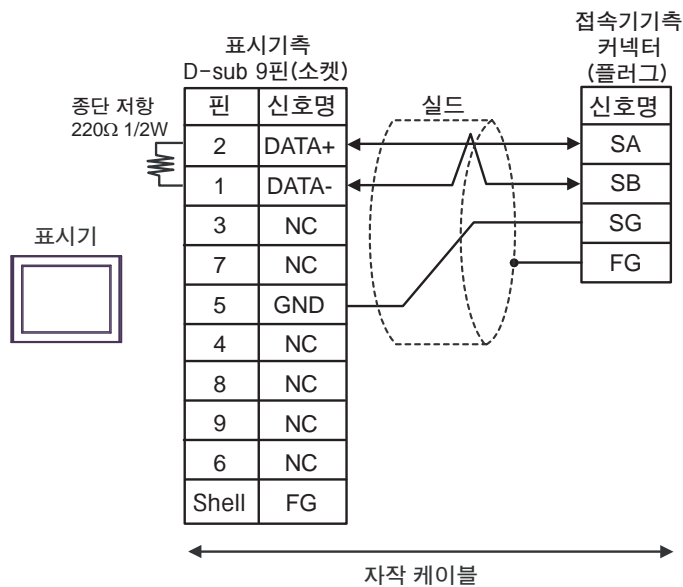 표시기측
D-sub 9핀(소켓)
접속기기측
커넥터
(플러그)
종단 저항
220Ω 1/2W
실드
표시기
핀 신호명
2 DATA+
1 DATA-
3 NC
7 NC
5 GND
4 NC
8 NC
9 NC
6 NC
Shell FG
신호명
SA
SB
SG
FG
자작 케이블